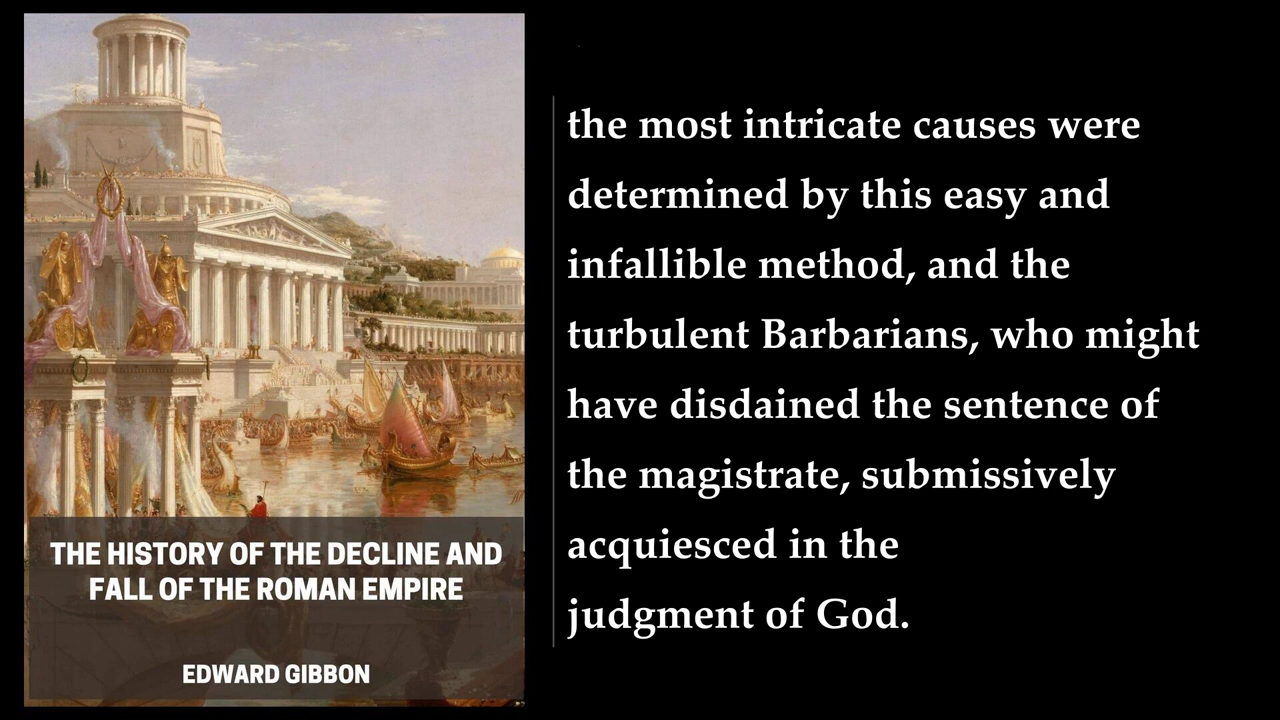 THE HISTORY OF THE DECLINE AND
FALL OF THE ROMAN EMPIRE
EDWARD GIBBON
the most intricate causes were
determined by this easy and
infallible method, and the
turbulent Barbarians, who might
have disdained the sentence of
the magistrate, submissively
acquiesced in the
judgment of God.